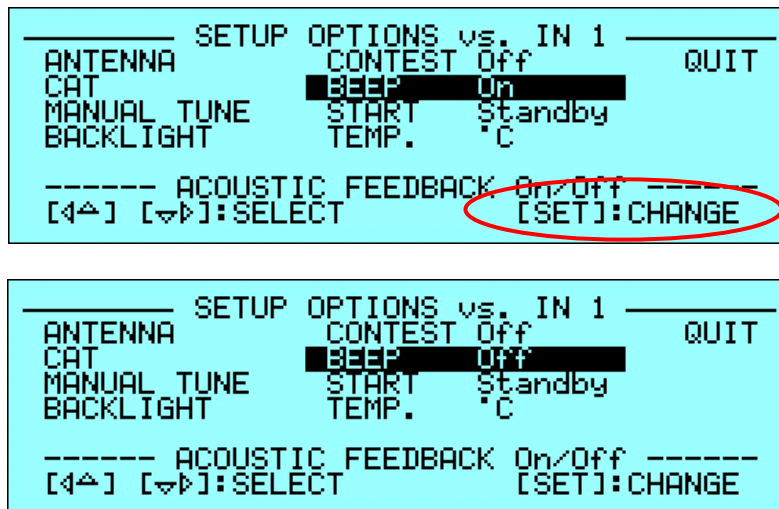 SETUP OPTIONS vs. IN 1
ANTENNA CONTEST Off QUIT
CAT BEEP On
MANUAL TUNE START Standby
BACKLIGHT TEMP. °C
------ ACOUSTIC FEEDBACK On/Off ------
[◁△] [▽▷]:SELECT [SET]:CHANGE
SETUP OPTIONS vs. IN 1
ANTENNA CONTEST Off QUIT
CAT BEEP Off
MANUAL TUNE START Standby
BACKLIGHT TEMP. °C
------ ACOUSTIC FEEDBACK On/Off ------
[◁△] [▽▷]:SELECT [SET]:CHANGE